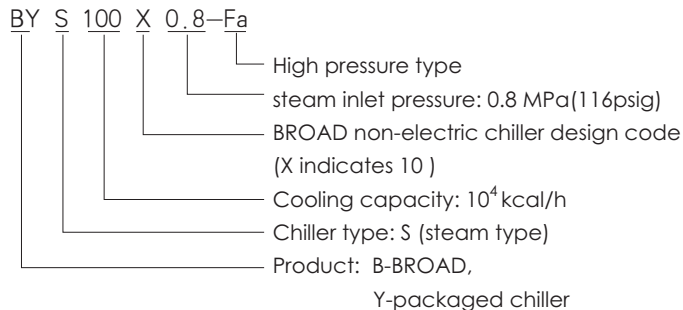 BY S 100 X 0.8-Fa
High pressure type
steam inlet pressure: 0.8 MPa(116psig)
BROAD non-electric chiller design code
(X indicates 10 )
Cooling capacity: 10⁴ kcal/h
Chiller type: S (steam type)
Product: B-BROAD,
Y-packaged chiller